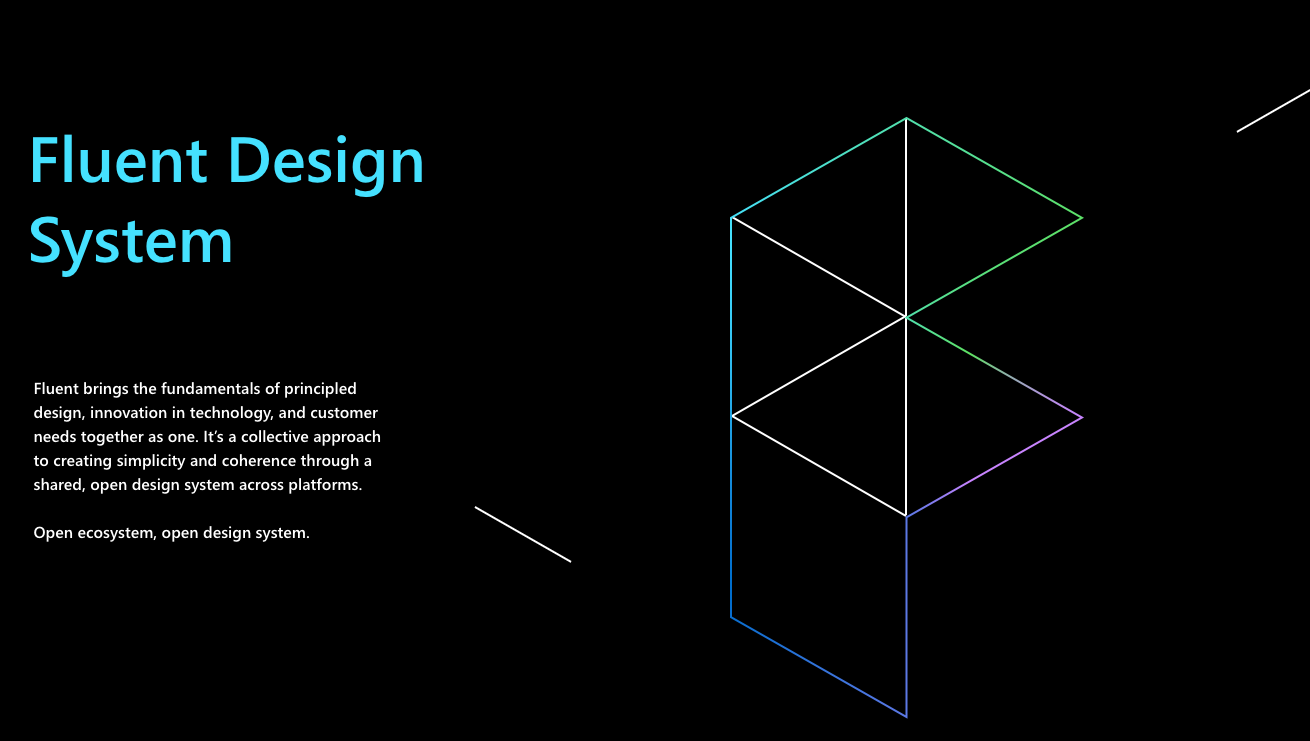 Fluent Design
System
Fluent brings the fundamentals of principled
design, innovation in technology, and customer
needs together as one. It’s a collective approach
to creating simplicity and coherence through a
shared, open design system across platforms.
Open ecosystem, open design system.